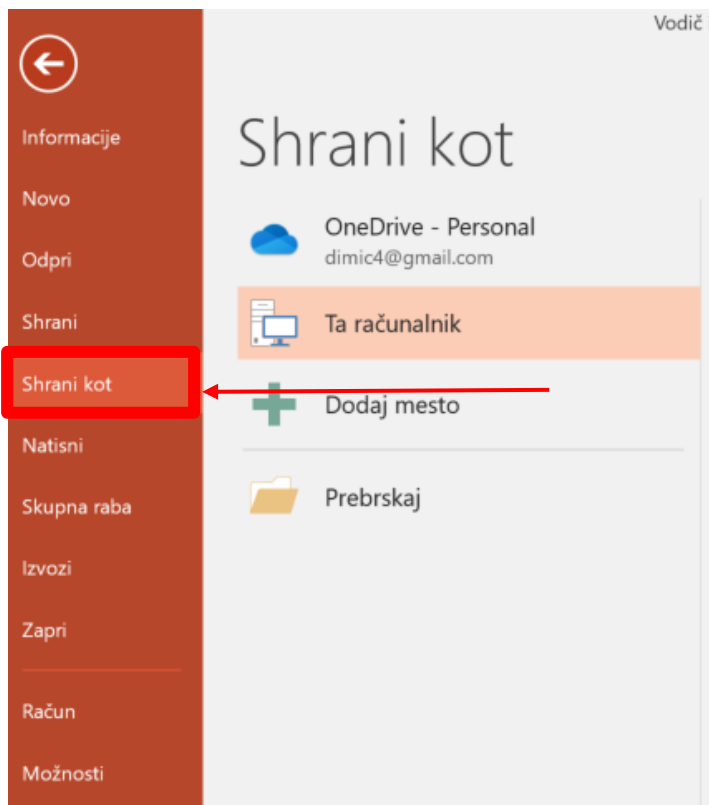 Vodič
Informacije
Novo
Odpri
Shrani
Shrani kot
Natisni
Skupna raba
Izvozi
Zapri
Račun
Možnosti
Shrani kot
OneDrive - Personal
dimic4@gmail.com
Ta računalnik
Dodaj mesto
Prebrskaj